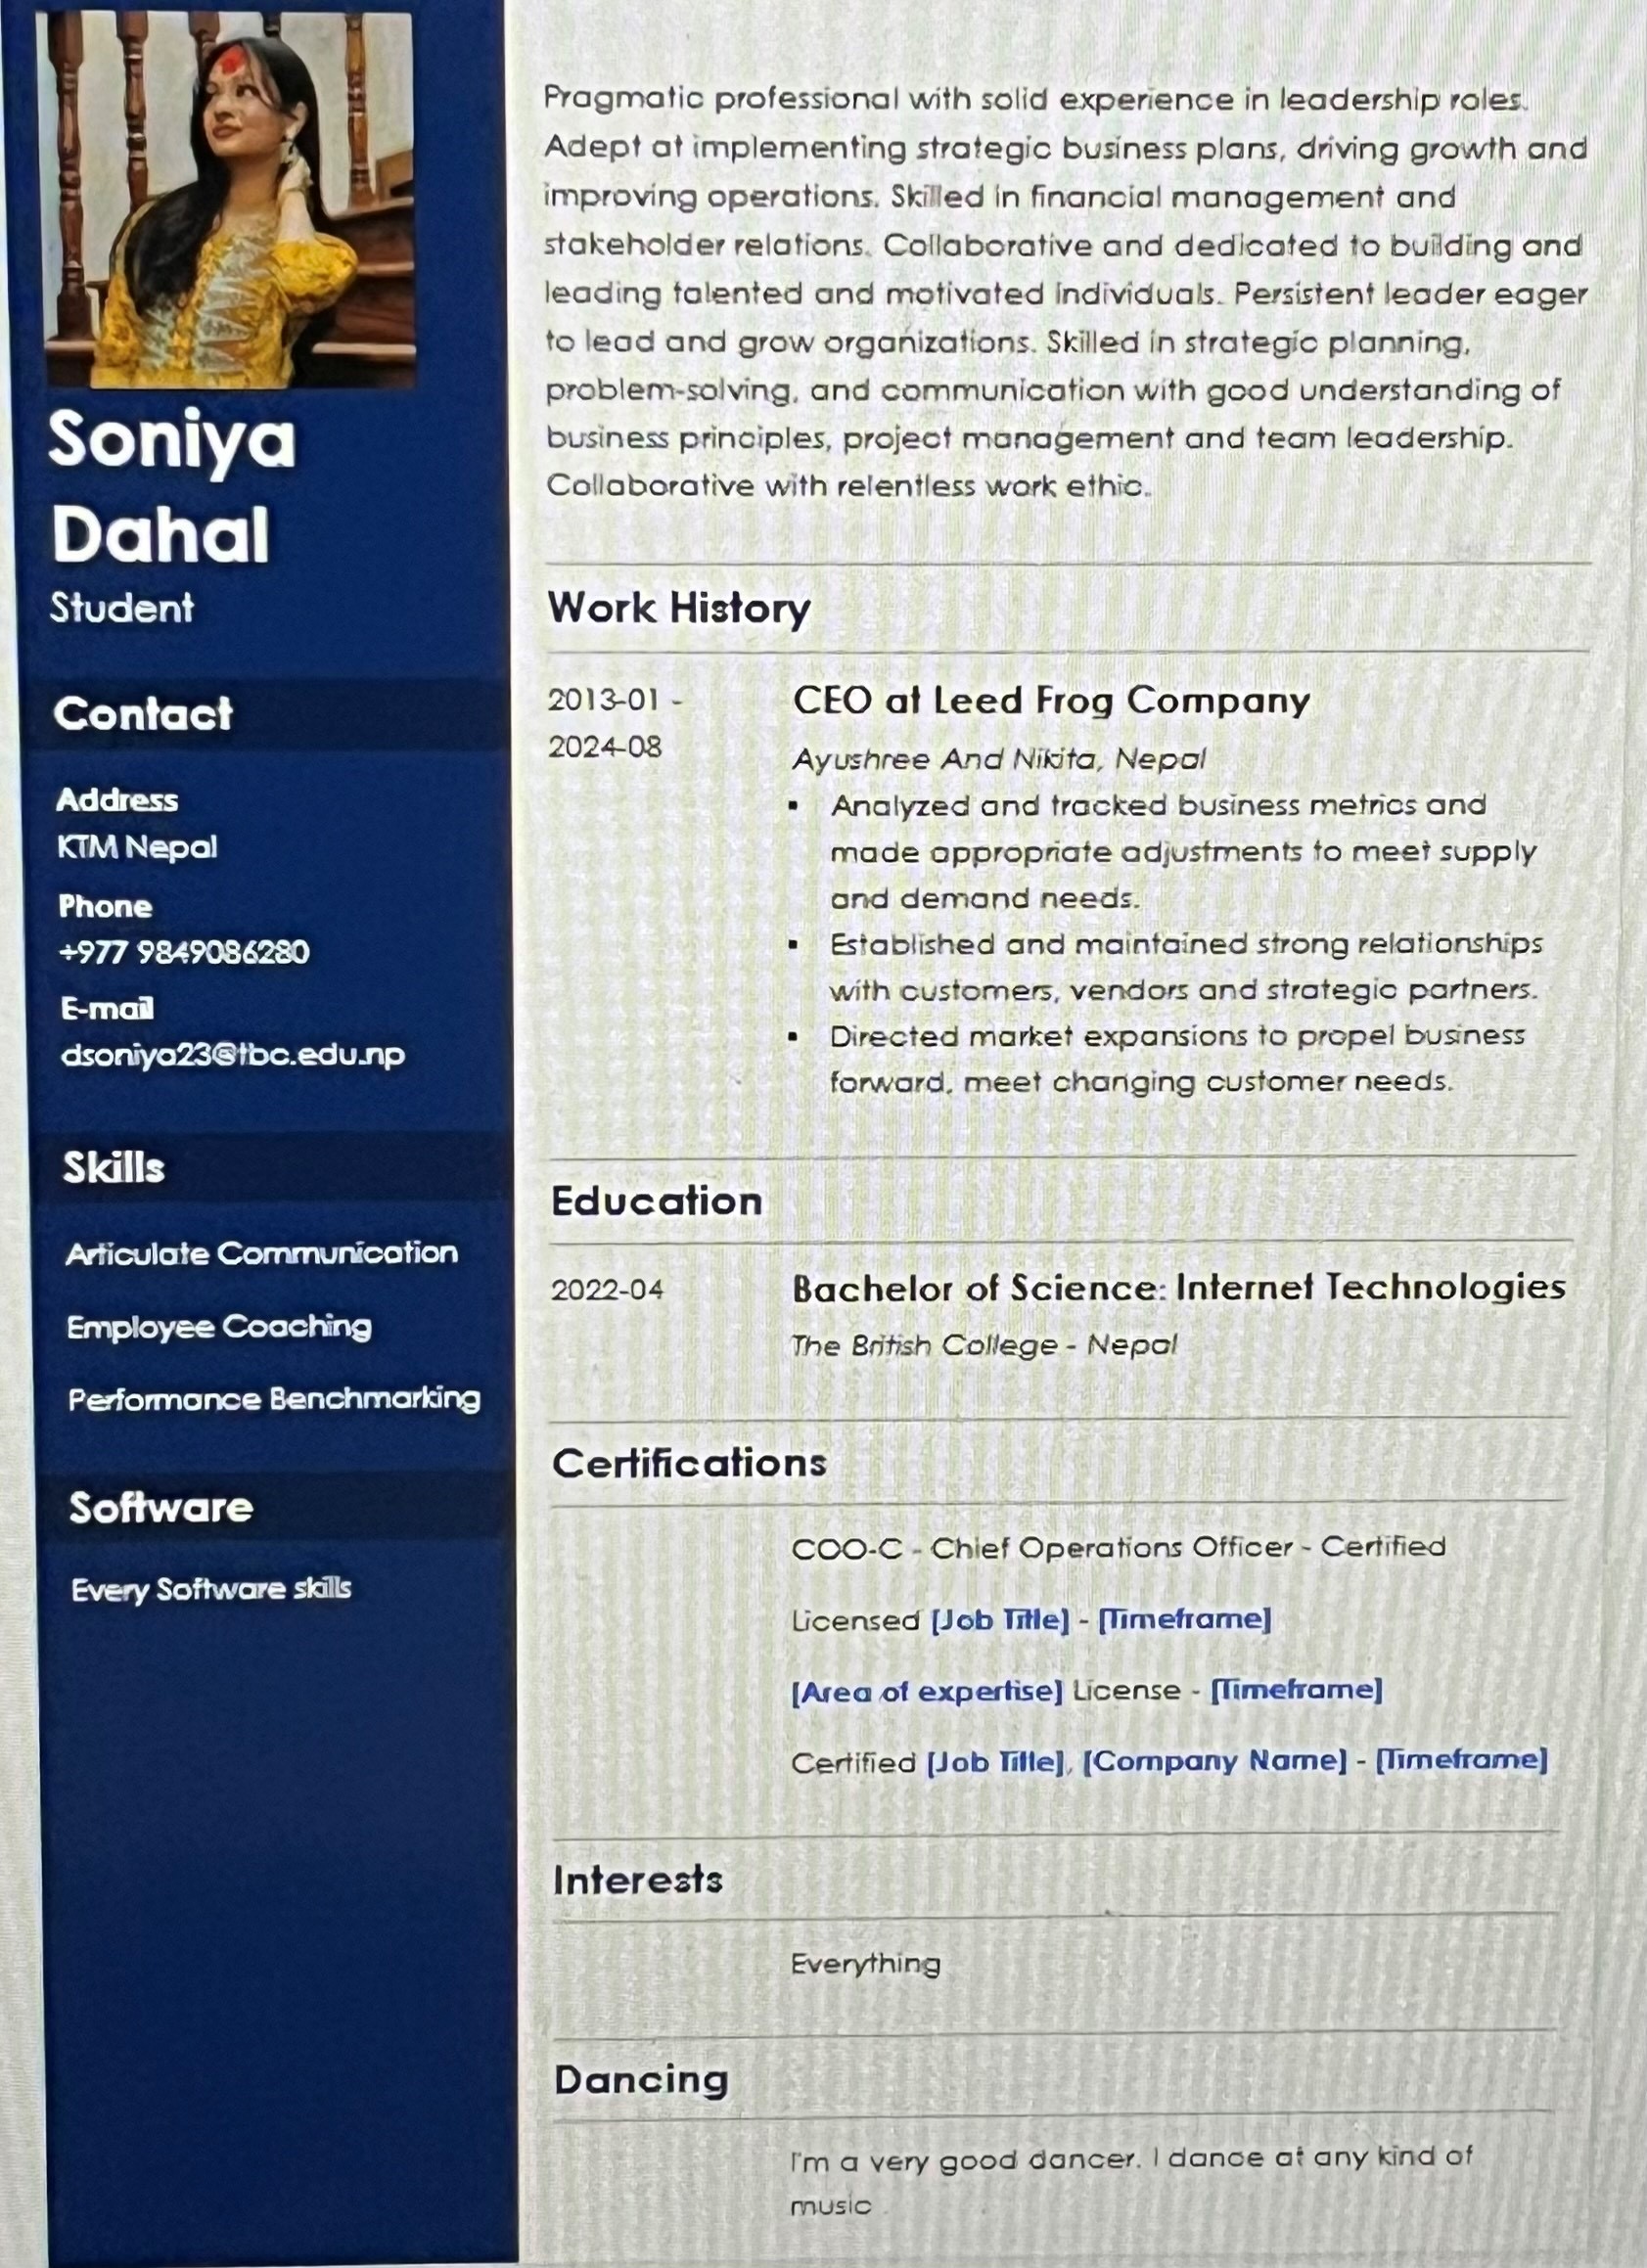 Soniya
Dahal
Student
Contact
Address
KTM Nepal
Phone
+977 9849086280
E-mail
dsoniya23@tbc.edu.np
Skills
Articulate Communication
Employee Coaching
Performance Benchmarking
Software
Every Software skills
Pragmatic professional with solid experience in leadership roles.
Adept at implementing strategic business plans, driving growth and
improving operations. Skilled in financial management and
stakeholder relations. Collaborative and dedicated to building and
leading talented and motivated individuals. Persistent leader eager
to lead and grow organizations. Skilled in strategic planning,
problem-solving, and communication with good understanding of
business principles, project management and team leadership.
Collaborative with relentless work ethic.
Work History
2013-01 -
2024-08
CEO at Leed Frog Company
Ayushree And Nikita, Nepal
▪ Analyzed and tracked business metrics and
made appropriate adjustments to meet supply
and demand needs.
▪ Established and maintained strong relationships
with customers, vendors and strategic partners.
▪ Directed market expansions to propel business
forward, meet changing customer needs.
Education
2022-04
Bachelor of Science: Internet Technologies
The British College - Nepal
Certifications
COO-C - Chief Operations Officer - Certified
Licensed [Job Title] - [Timeframe]
[Area of expertise] License - [Timeframe]
Certified [Job Title], [Company Name] - [Timeframe]
Interests
Everything
Dancing
I'm a very good dancer. I dance at any kind of
music